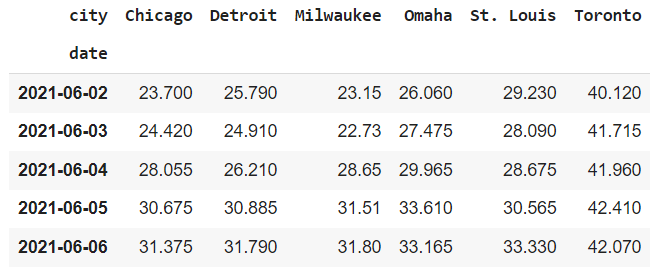 city Chicago Detroit Milwaukee Omaha St. Louis Toronto
date
2021-06-02 23.700 25.790 23.15 26.060 29.230 40.120
2021-06-03 24.420 24.910 22.73 27.475 28.090 41.715
2021-06-04 28.055 26.210 28.65 29.965 28.675 41.960
2021-06-05 30.675 30.885 31.51 33.610 30.565 42.410
2021-06-06 31.375 31.790 31.80 33.165 33.330 42.070